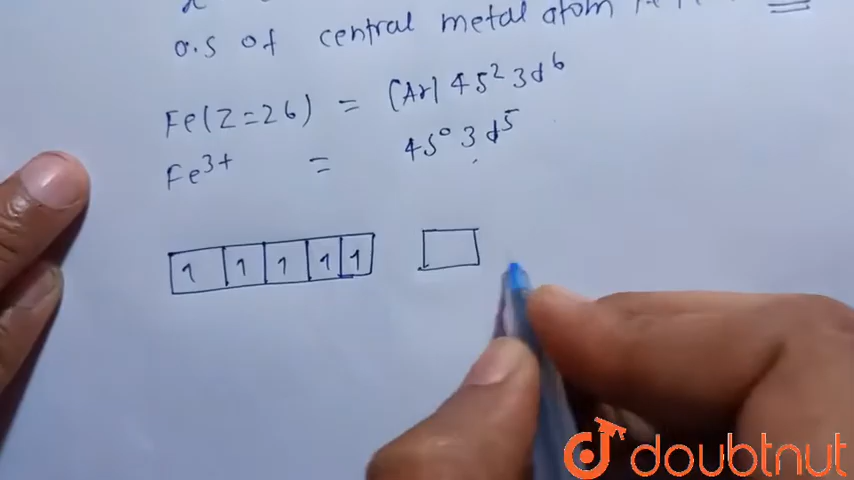 o.s of central metal atom
Fe(Z=26) = (Ar) 4s² 3d⁶
Fe³⁺ = 4s⁰ 3d⁵
1 1 1 1 1
doubtnut